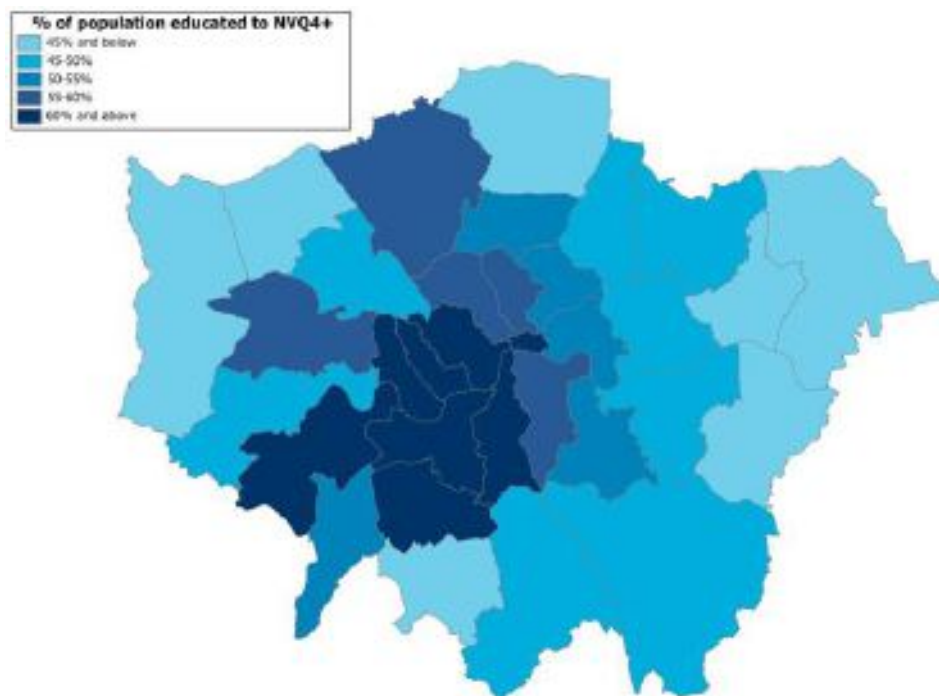 % of population educated to NVQ4+
45% and below
45-50%
50-55%
55-60%
60% and above